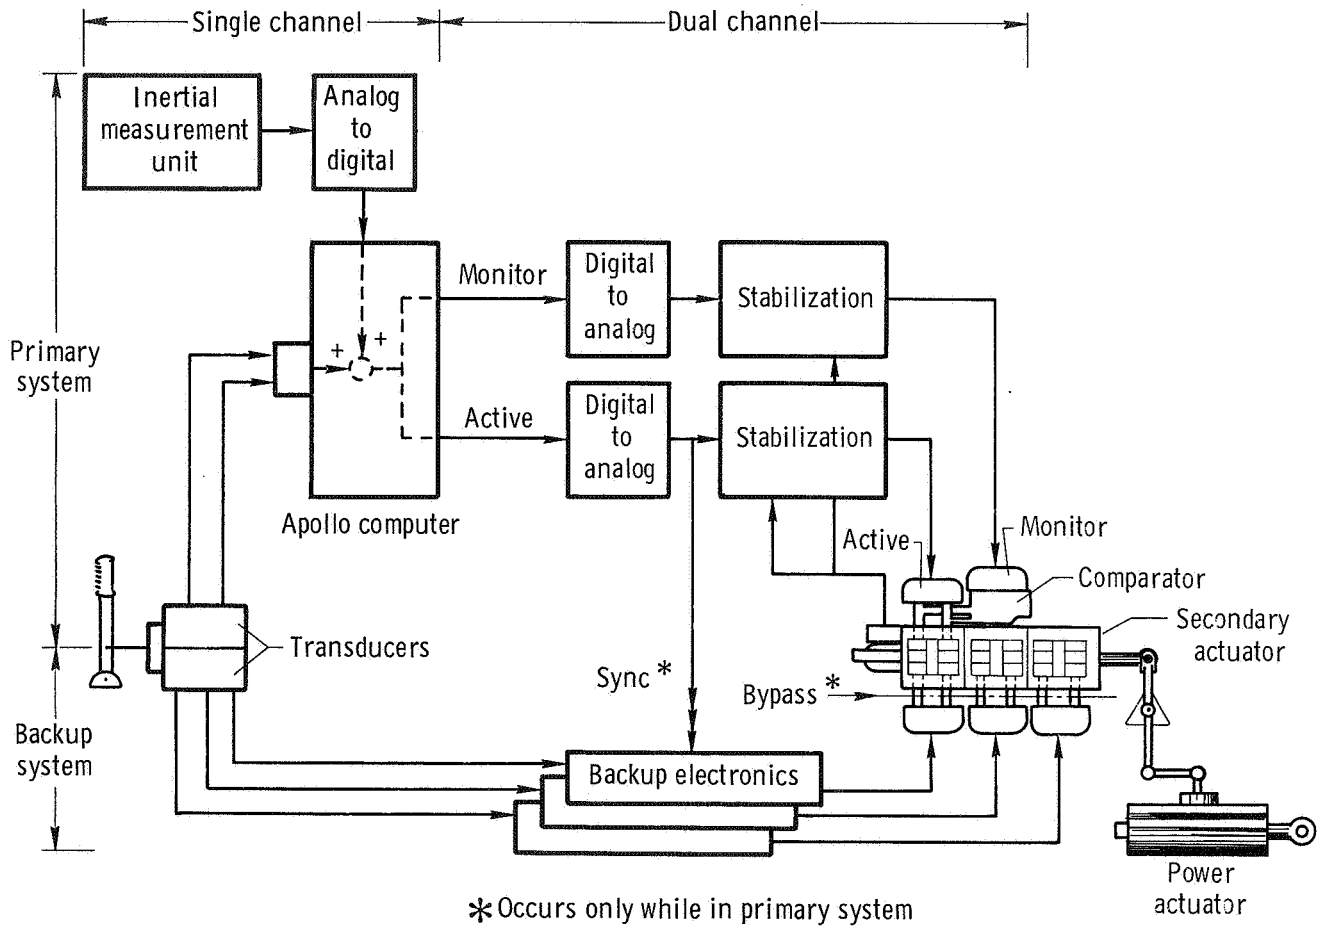 Single channel
Dual channel
Inertial
measurement
unit
Analog
to
digital
Monitor
Digital
to
analog
Stabilization
+
+
Primary
system
Active
Digital
to
analog
Stabilization
Apollo computer
Active
Monitor
Comparator
Secondary
actuator
Transducers
Sync *
Bypass *
Backup
system
Backup electronics
Power
actuator
* Occurs only while in primary system